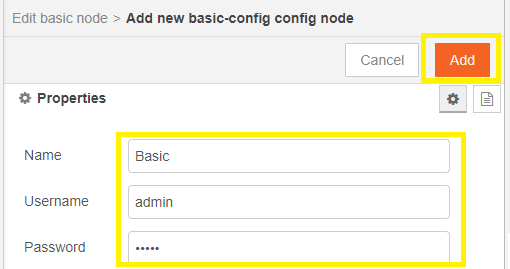 Edit basic node > Add new basic-config config node
Cancel Add
Properties
Name Basic
Username admin
Password •••••